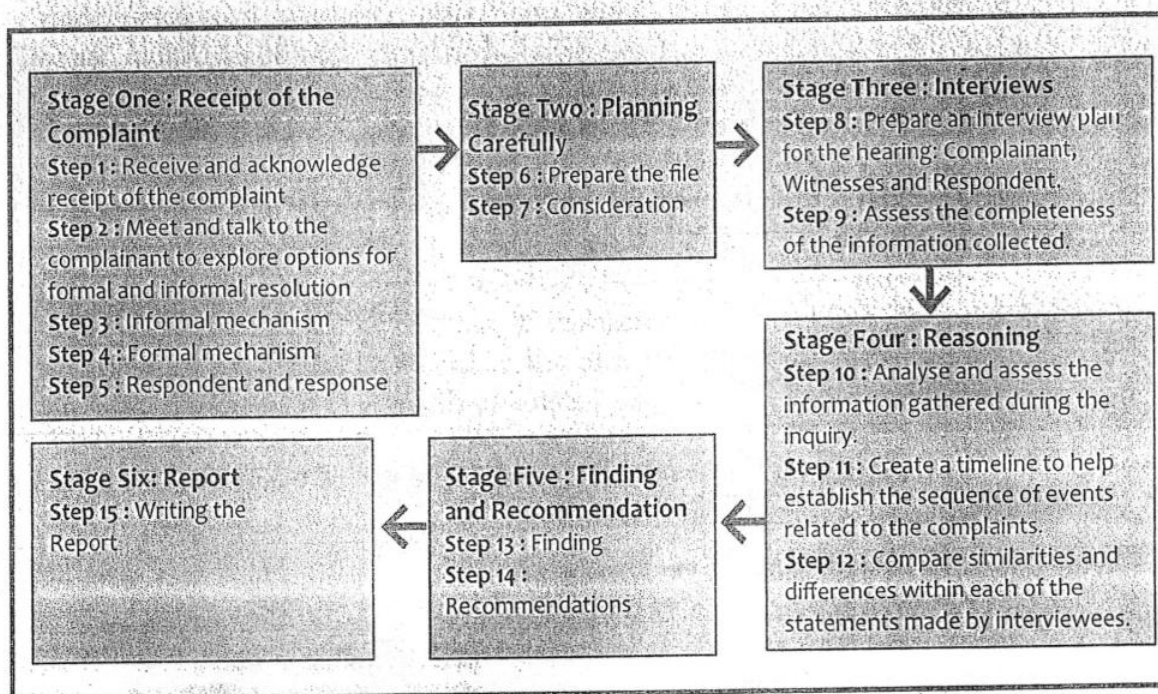 Stage One : Receipt of the
Complaint
Step 1 : Receive and acknowledge
receipt of the complaint
Step 2 : Meet and talk to the
complainant to explore options for
formal and informal resolution
Step 3 : Informal mechanism
Step 4 : Formal mechanism
Step 5 : Respondent and response
Stage Two : Planning
Carefully
Step 6 : Prepare the file
Step 7 : Consideration
Stage Three : Interviews
Step 8 : Prepare an interview plan
for the hearing: Complainant,
Witnesses and Respondent.
Step 9 : Assess the completeness
of the information collected.
Stage Four : Reasoning
Step 10 : Analyse and assess the
information gathered during the
inquiry.
Step 11 : Create a timeline to help
establish the sequence of events
related to the complaints.
Step 12 : Compare similarities and
differences within each of the
statements made by interviewees.
Stage Five : Finding
and Recommendation
Step 13 : Finding
Step 14 :
Recommendations
Stage Six: Report
Step 15 : Writing the
Report